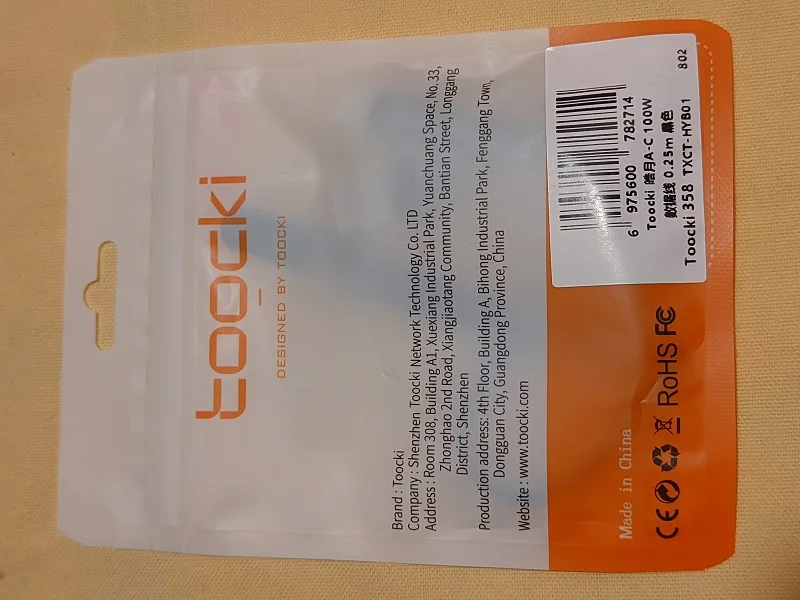 toocki
DESIGNED BY TOOCKI
Brand : Toocki
Company : Shenzhen Toocki Network Technology Co. LTD
Address : Room 308, Building A1, Xuexiang Industrial Park, Yuanchuang Space, No. 33,
Zhonghao 2nd Road, Xiangjiaotang Community, Bantian Street, Longgang
District, Shenzhen
Production address: 4th Floor, Building A, Bihong Industrial Park, Fenggang Town,
Dongguan City, Guangdong Province, China
Website : www.toocki.com
6 975600 782714
Toocki 皓月A-C 100W
数据线 0.25m 黑色
Toocki 358 TXCT-HYB01
802
Made in China
CE RoHS FC